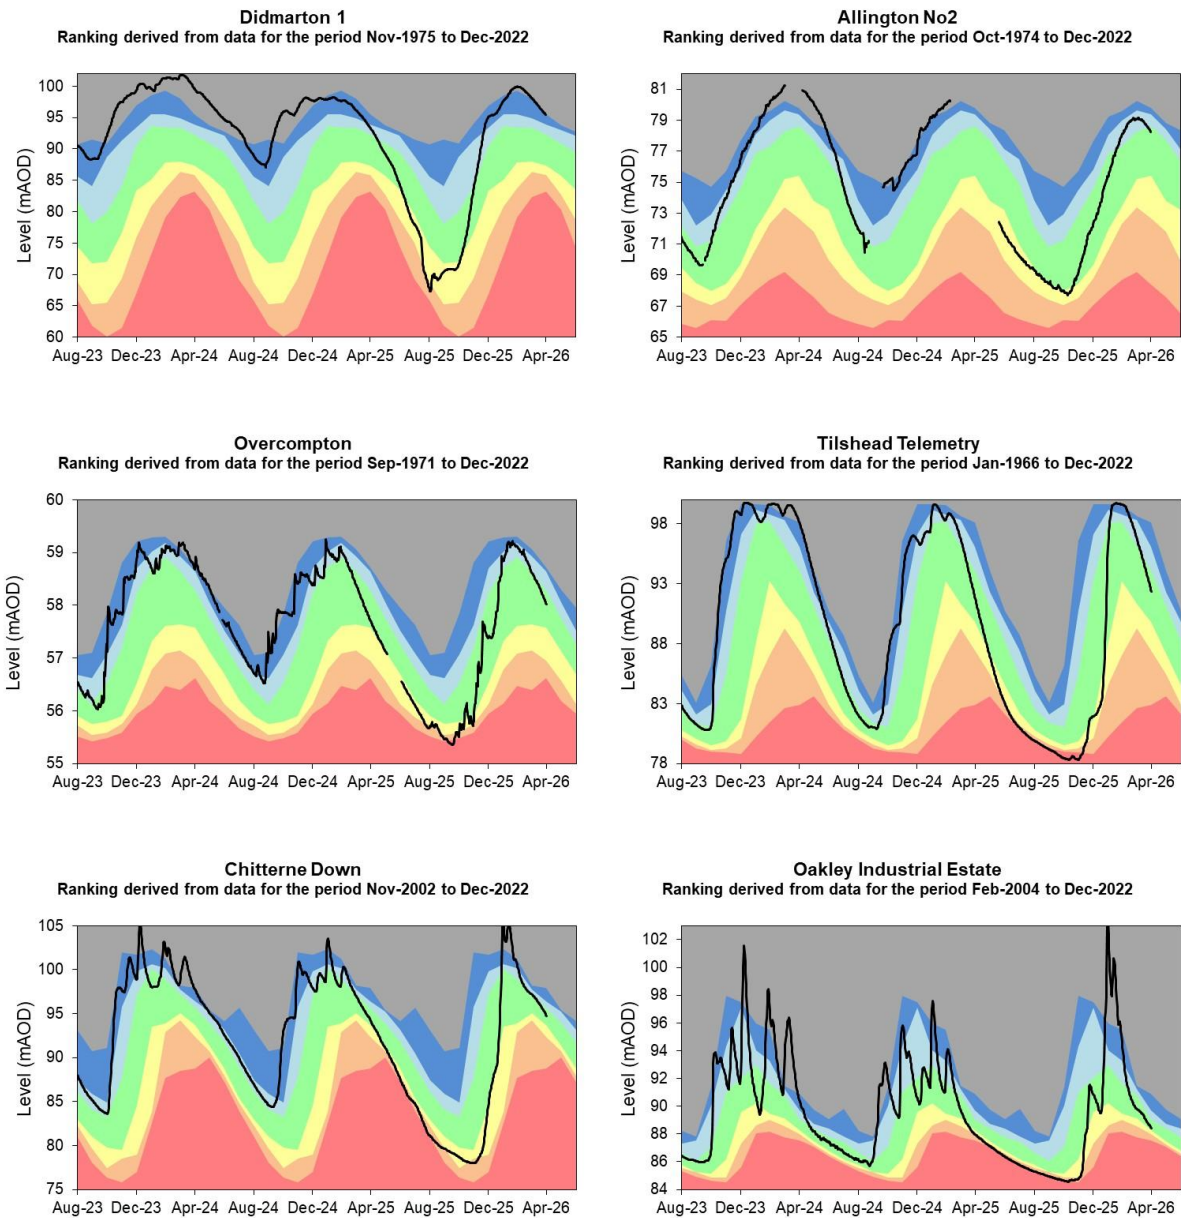 Didmarton 1
Ranking derived from data for the period Nov-1975 to Dec-2022
Level (mAOD)
100
95
90
85
80
75
70
65
60
Aug-23 Dec-23 Apr-24 Aug-24 Dec-24 Apr-25 Aug-25 Dec-25 Apr-26
Allington No2
Ranking derived from data for the period Oct-1974 to Dec-2022
Level (mAOD)
81
79
77
75
73
71
69
67
65
Aug-23 Dec-23 Apr-24 Aug-24 Dec-24 Apr-25 Aug-25 Dec-25 Apr-26
Overcompton
Ranking derived from data for the period Sep-1971 to Dec-2022
Level (mAOD)
60
59
58
57
56
55
Aug-23 Dec-23 Apr-24 Aug-24 Dec-24 Apr-25 Aug-25 Dec-25 Apr-26
Tilshead Telemetry
Ranking derived from data for the period Jan-1966 to Dec-2022
Level (mAOD)
98
93
88
83
78
Aug-23 Dec-23 Apr-24 Aug-24 Dec-24 Apr-25 Aug-25 Dec-25 Apr-26
Chitterne Down
Ranking derived from data for the period Nov-2002 to Dec-2022
Level (mAOD)
105
100
95
90
85
80
75
Aug-23 Dec-23 Apr-24 Aug-24 Dec-24 Apr-25 Aug-25 Dec-25 Apr-26
Oakley Industrial Estate
Ranking derived from data for the period Feb-2004 to Dec-2022
Level (mAOD)
102
100
98
96
94
92
90
88
86
84
Aug-23 Dec-23 Apr-24 Aug-24 Dec-24 Apr-25 Aug-25 Dec-25 Apr-26